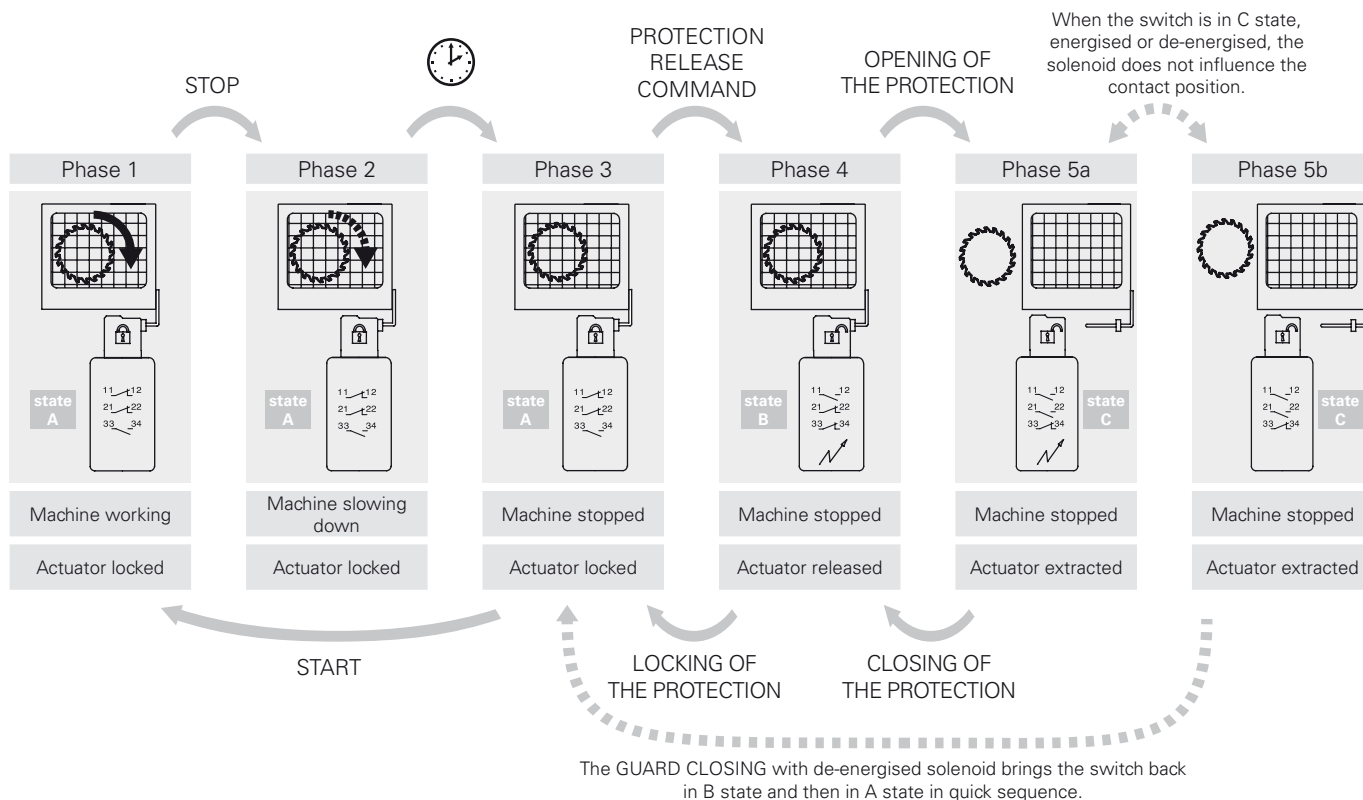 When the switch is in C state,
energised or de-energised, the
solenoid does not influence the
contact position.
PROTECTION
RELEASE
COMMAND
OPENING OF
THE PROTECTION
STOP
Phase 1
Phase 2
Phase 3
Phase 4
Phase 5a
Phase 5b
state
A
11 12
21 22
33 34
state
A
11 12
21 22
33 34
state
A
11 12
21 22
33 34
state
B
11 12
21 22
33 34
11 12
21 22
33 34
state
C
11 12
21 22
33 34
state
C
Machine working
Machine slowing
down
Machine stopped
Machine stopped
Machine stopped
Machine stopped
Actuator locked
Actuator locked
Actuator locked
Actuator released
Actuator extracted
Actuator extracted
START
LOCKING OF
THE PROTECTION
CLOSING OF
THE PROTECTION
The GUARD CLOSING with de-energised solenoid brings the switch back
in B state and then in A state in quick sequence.